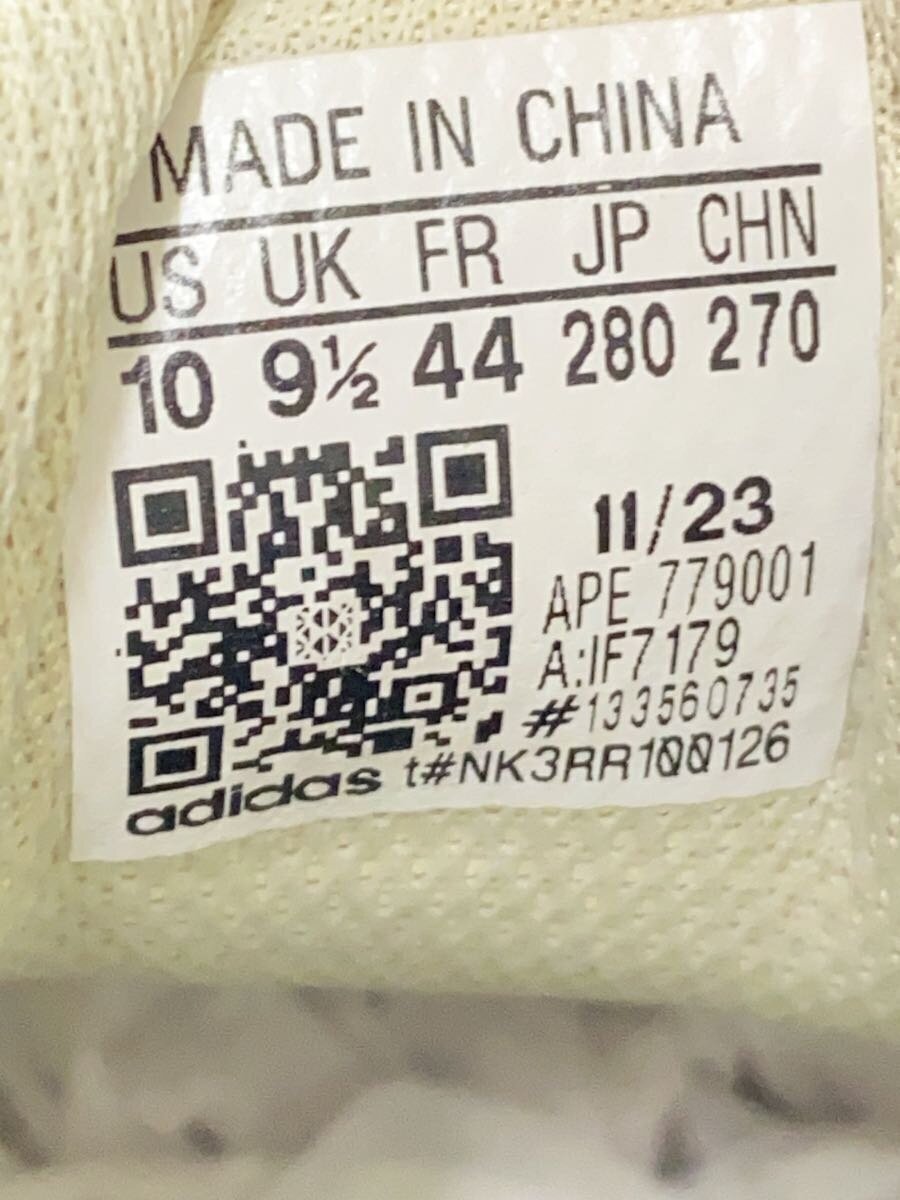 MADE IN CHINA
US UK FR JP CHN
10 9½ 44 280 270
11/23
APE 779001
A:IF7179
#133560735
adidas t#NK3RR100126